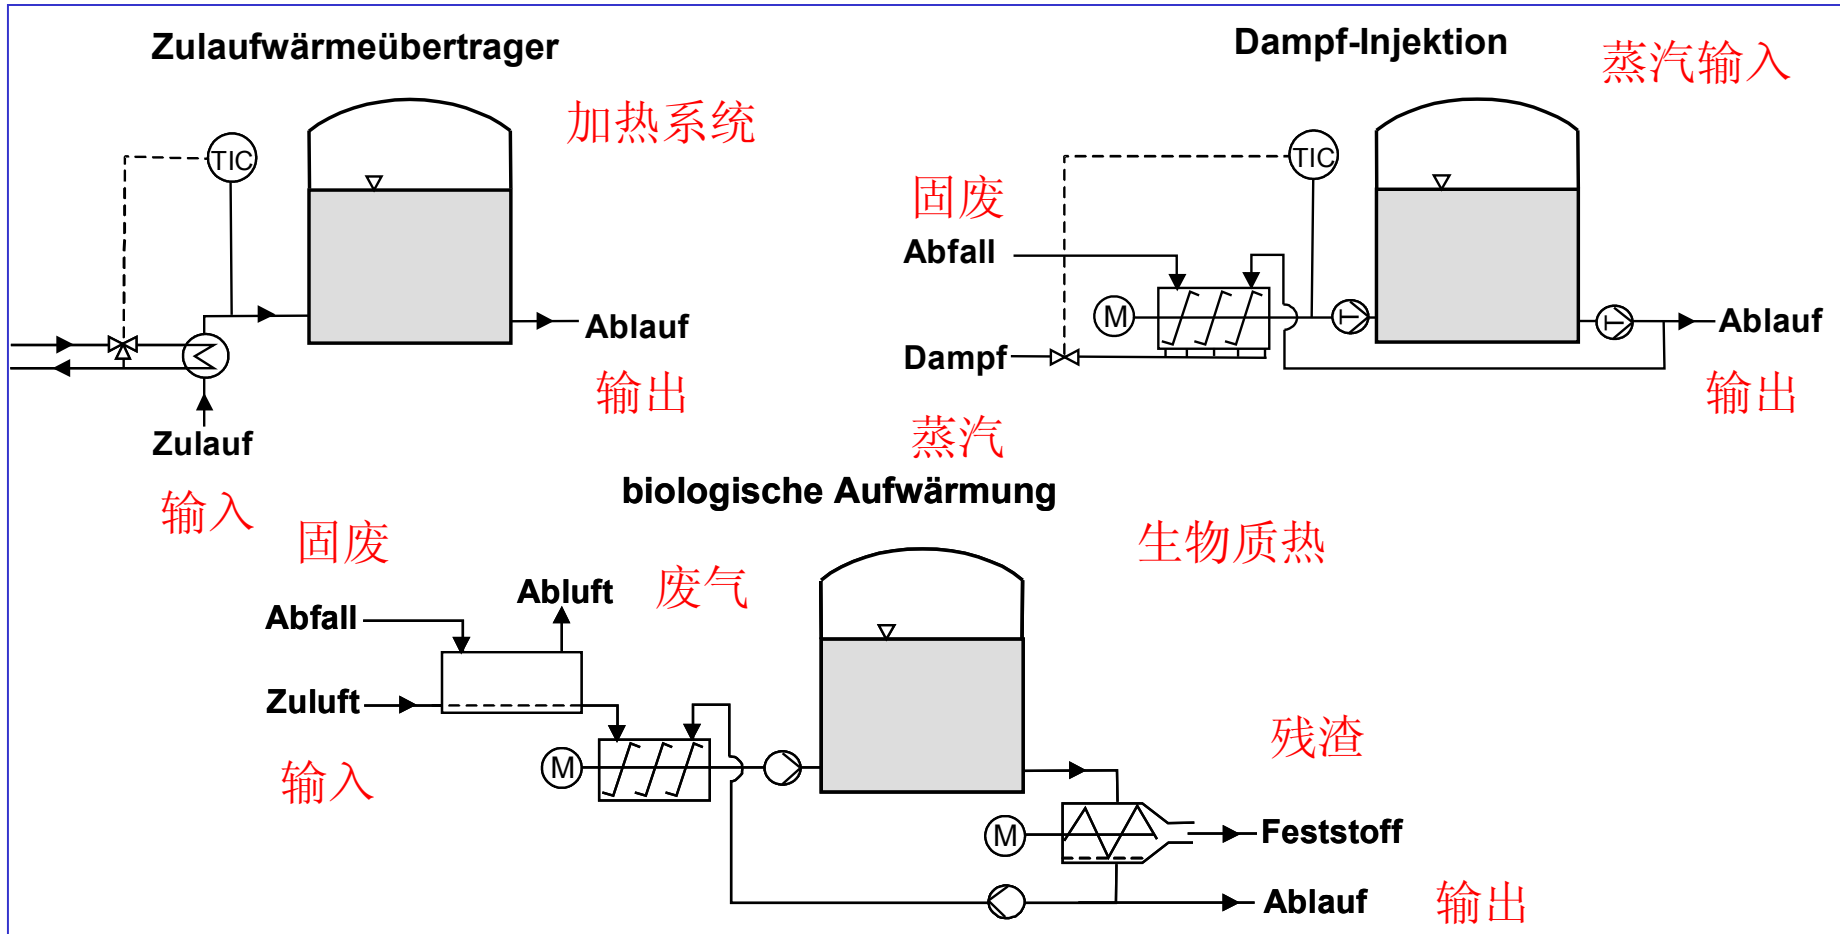 Zulaufwärmeübertrager
加热系统
TIC
Ablauf
输出
Zulauf
输入
Dampf-Injektion
蒸汽输入
TIC
固废
Abfall
M
Dampf
蒸汽
Ablauf
输出
biologische Aufwärmung
生物质热
固废
Abfall
Abluft
废气
Zuluft
输入
M
残渣
M
Feststoff
Ablauf
输出